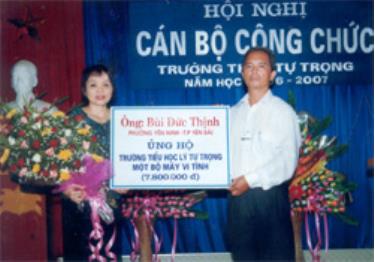 HỘI NGHỊ
CÁN BỘ CÔNG CHỨC
TRƯỜNG TỰ TRỌNG
NĂM HỌC 6 - 2007
Ông: Bùi Đức Thịnh
PHƯỜNG YÊN NINH -T.P YÊN BÁI
ỦNG HỘ
TRƯỜNG TIỂU HỌC LÝ TỰ TRỌNG
MỘT BỘ MÁY VI TÍNH
(7.800.000 đ)